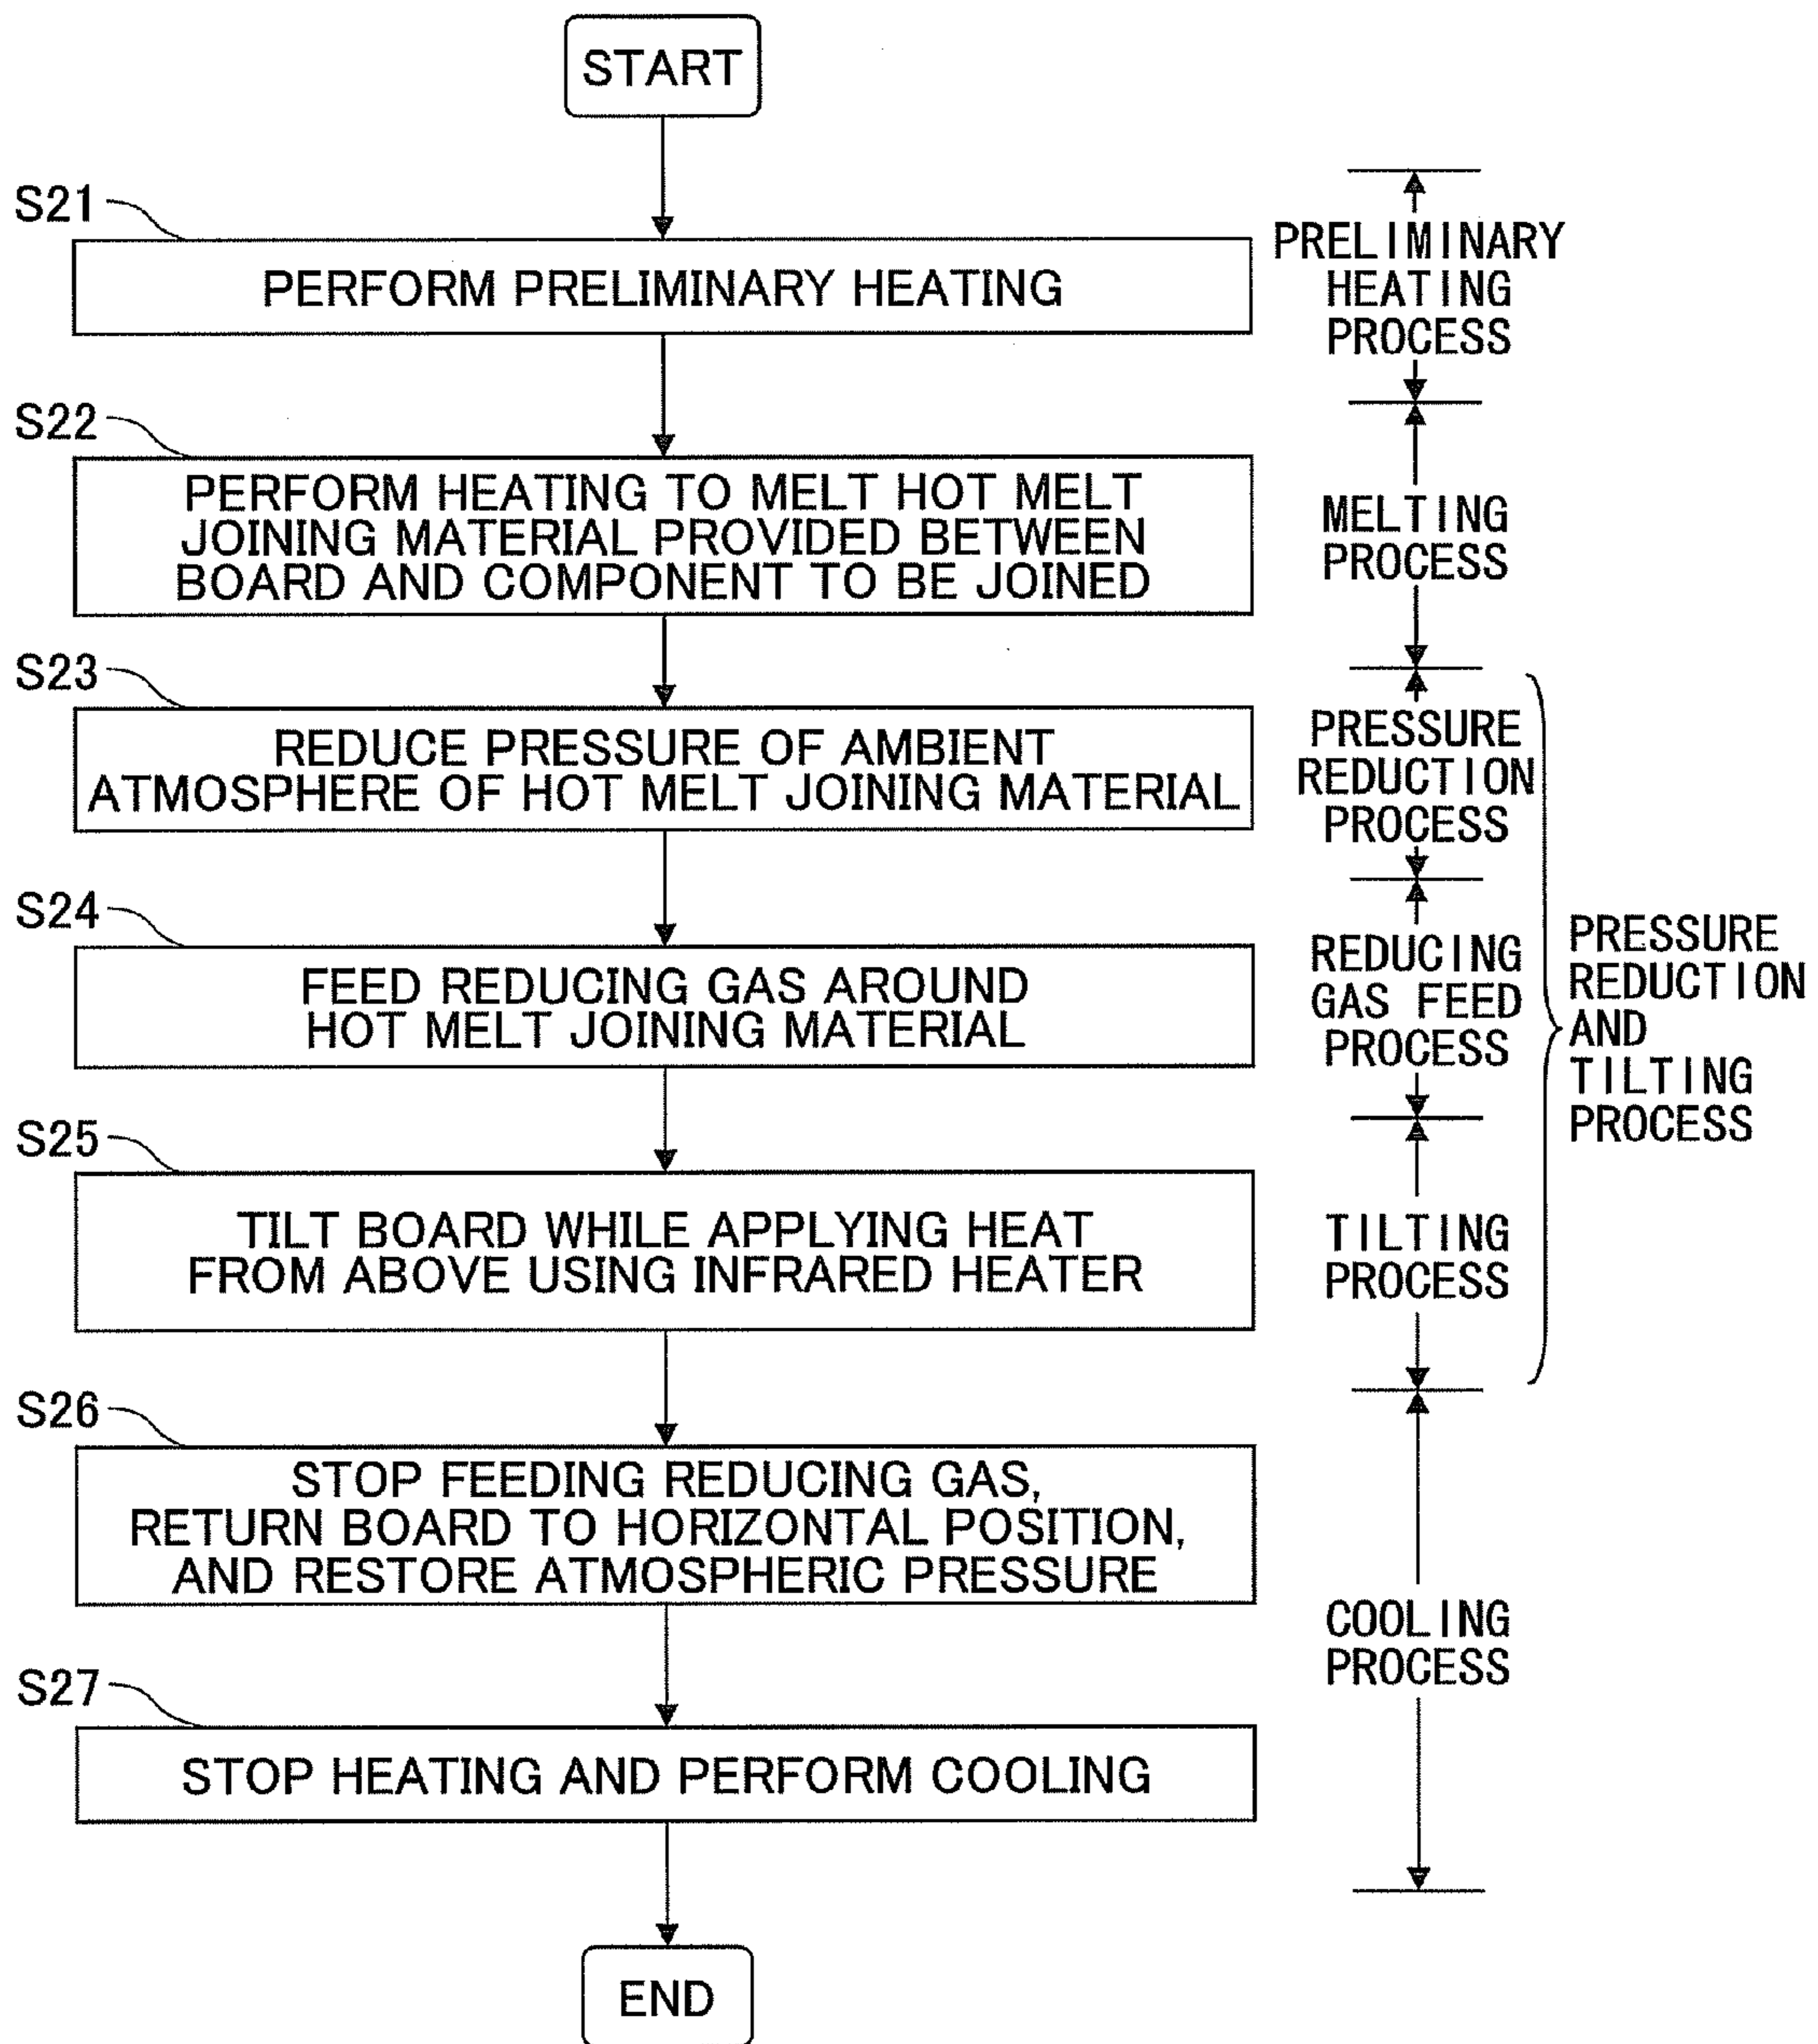 START
S21
PERFORM PRELIMINARY HEATING
PRELIMINARY
HEATING
PROCESS
S22
PERFORM HEATING TO MELT HOT MELT
JOINING MATERIAL PROVIDED BETWEEN
BOARD AND COMPONENT TO BE JOINED
MELTING
PROCESS
S23
REDUCE PRESSURE OF AMBIENT
ATMOSPHERE OF HOT MELT JOINING MATERIAL
PRESSURE
REDUCTION
PROCESS
S24
FEED REDUCING GAS AROUND
HOT MELT JOINING MATERIAL
REDUCING
GAS FEED
PROCESS
PRESSURE
REDUCTION
AND
TILTING
PROCESS
S25
TILT BOARD WHILE APPLYING HEAT
FROM ABOVE USING INFRARED HEATER
TILTING
PROCESS
S26
STOP FEEDING REDUCING GAS,
RETURN BOARD TO HORIZONTAL POSITION,
AND RESTORE ATMOSPHERIC PRESSURE
COOLING
PROCESS
S27
STOP HEATING AND PERFORM COOLING
END